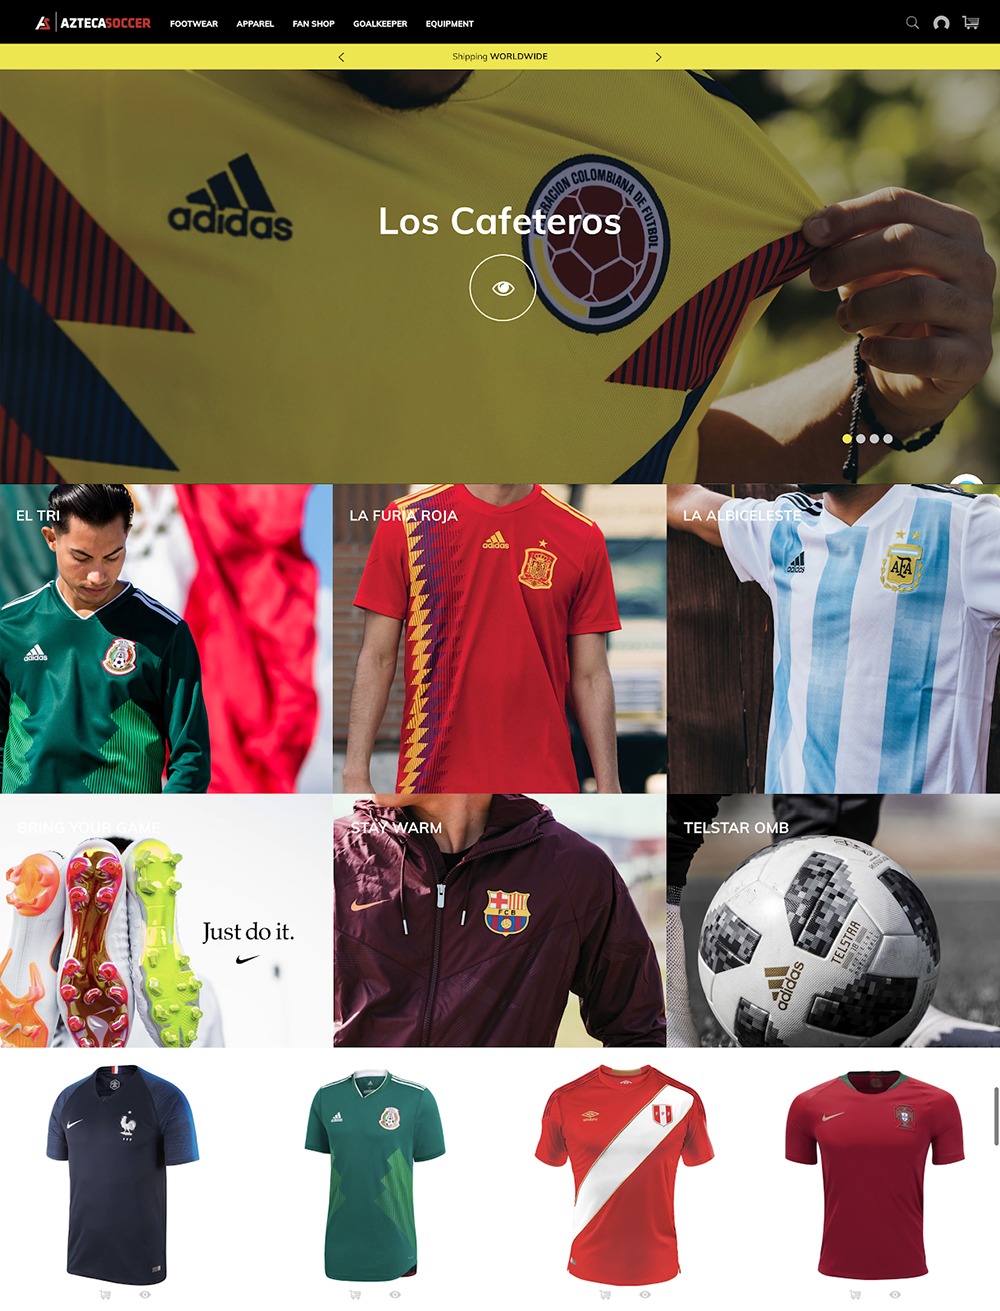 AZTECASOCCER FOOTWEAR APPAREL FAN SHOP GOALKEEPER EQUIPMENT
Shipping WORLDWIDE
adidas
RACION COLOMBIANA DE FUTBOL
Los Cafeteros
EL TRI
LA FURIA ROJA
LA ALBICELESTE
adidas
adidas
adidas
AFA
BRING YOUR GAME
STAY WARM
TELSTAR OMB
Just do it.
FCB
TELSTAR
adidas
umbro